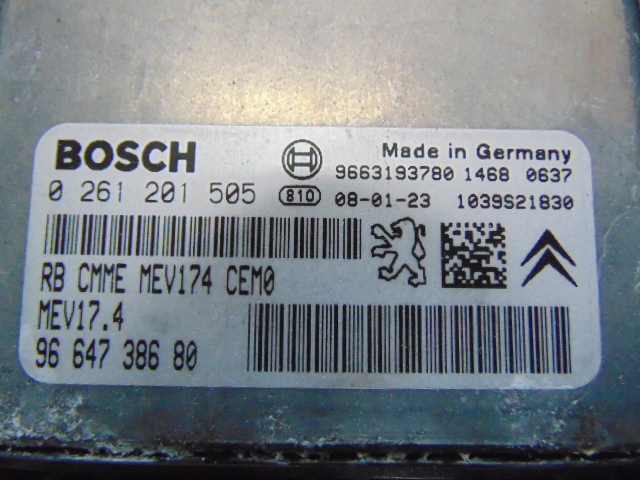 BOSCH
Made in Germany
9663193780 1468 0637
0 261 201 505 810 08-01-23 1039S21830
RB CMME MEV174 CEM0
MEV17.4
96 647 386 80